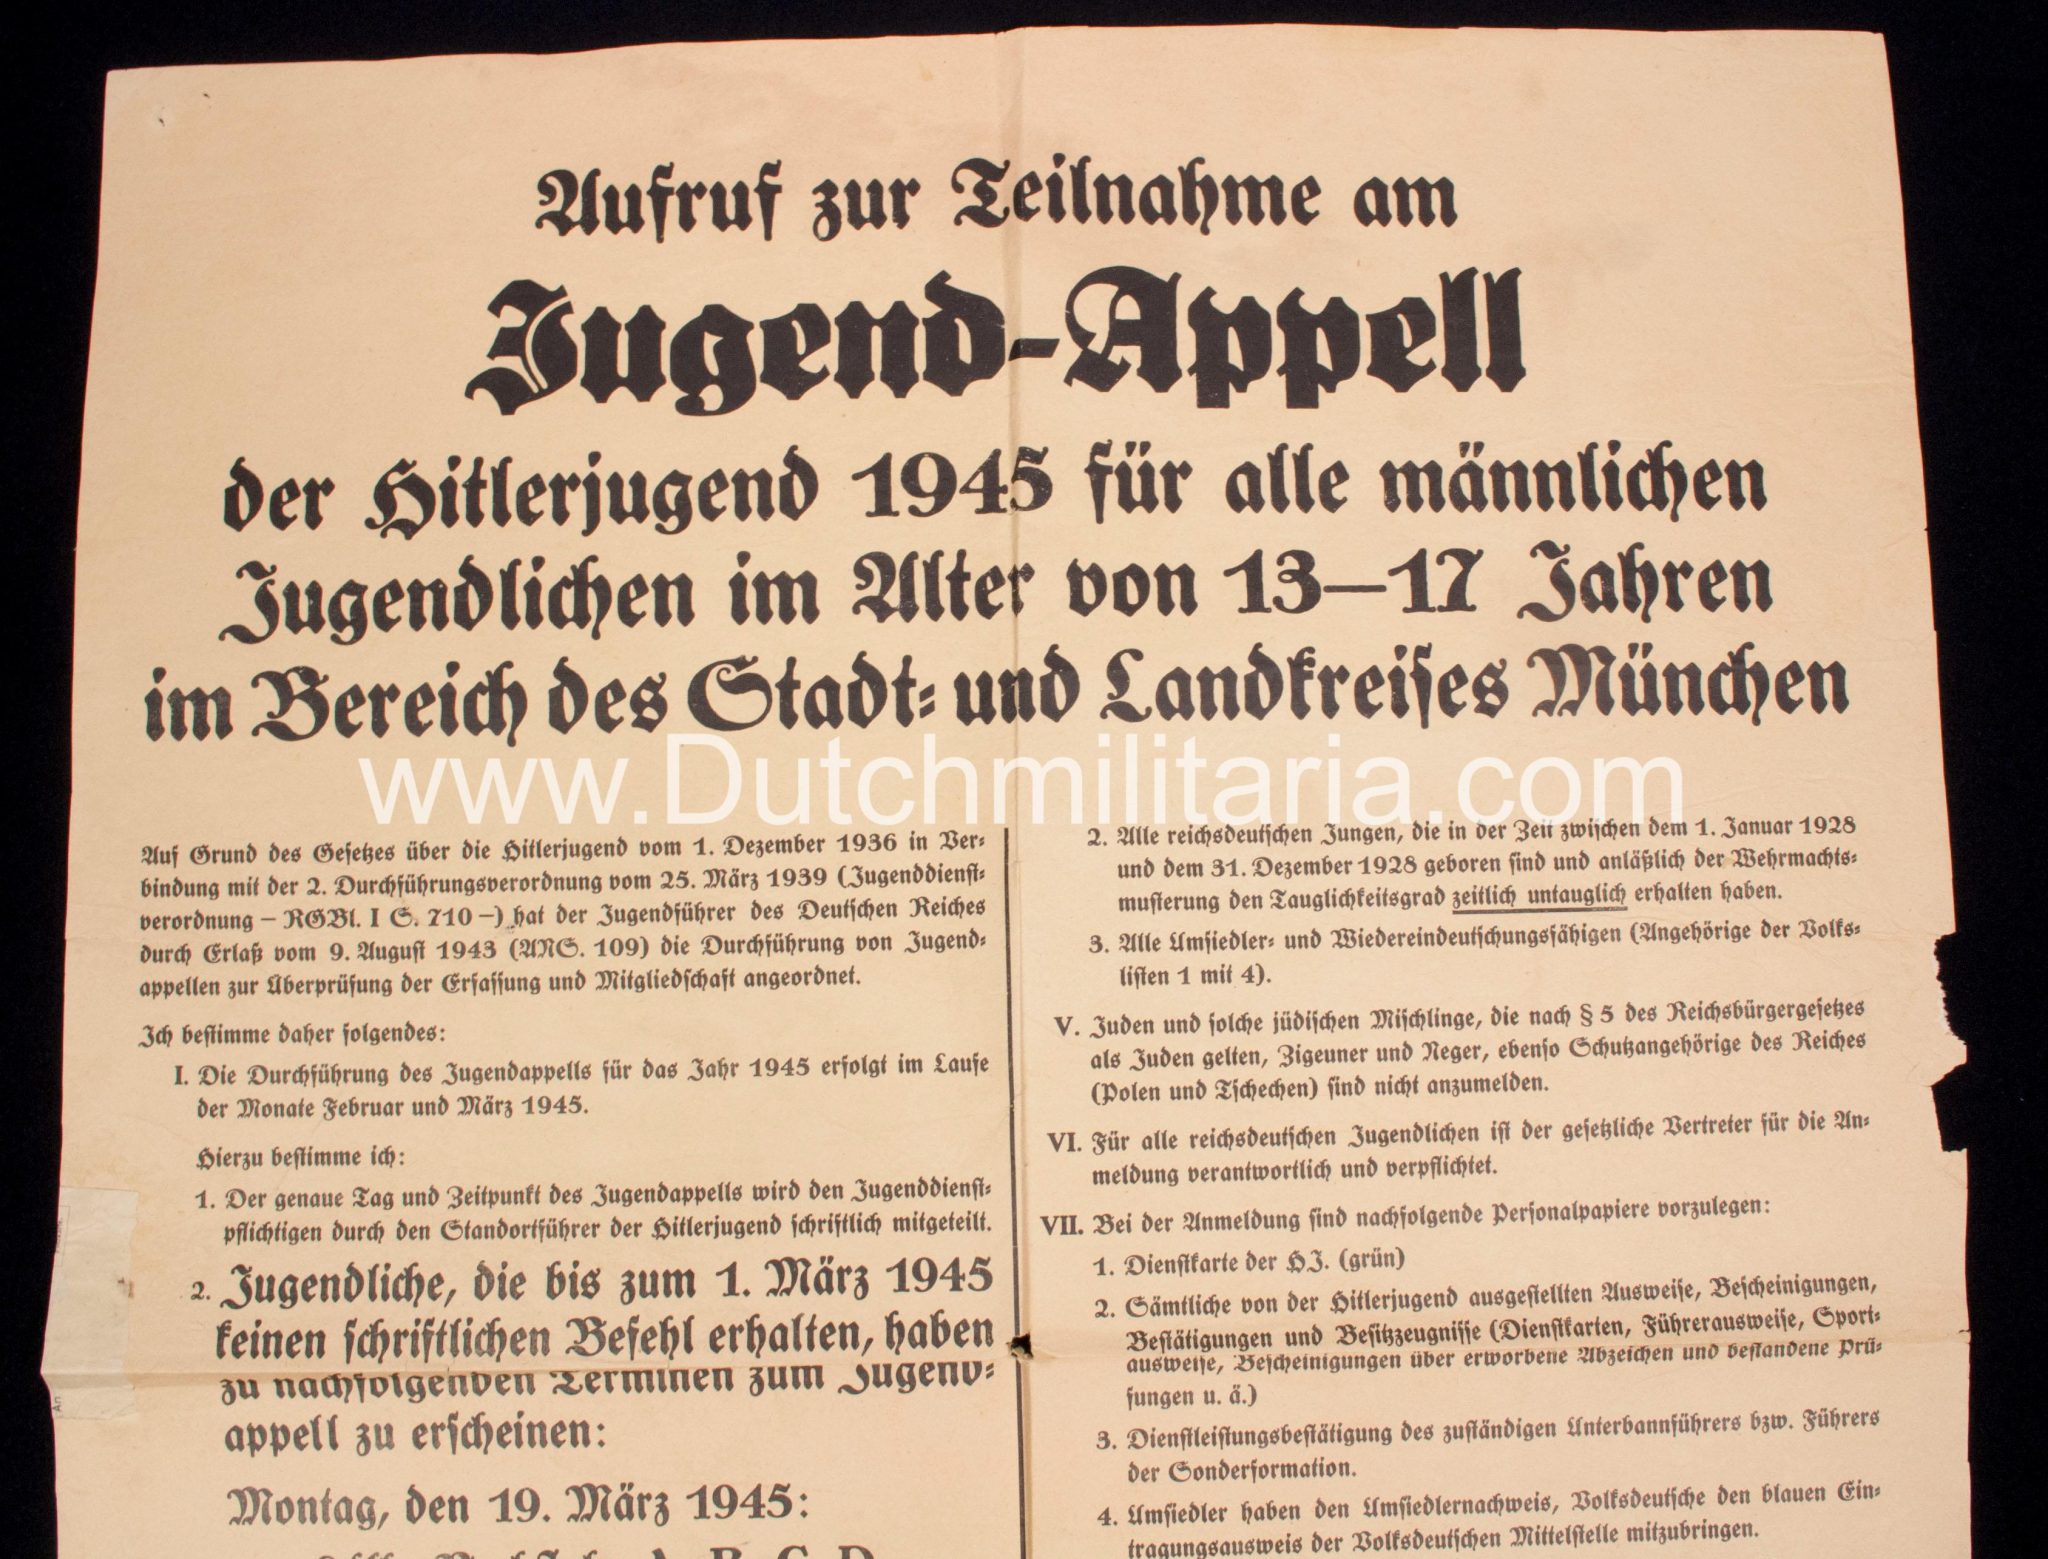 Aufruf zur Teilnahme am
Jugend-Appell
der Hitlerjugend 1945 für alle männlichen
Jugendlichen im Alter von 13—17 Jahren
im Bereich des Stadt- und Landkreises München
www.Dutchmilitaria.com
Auf Grund des Gesetzes über die Hitlerjugend vom 1. Dezember 1936 in Ver-
bindung mit der 2. Durchführungsverordnung vom 25. März 1939 (Jugenddienst-
verordnung – RGBl. I S. 710 –) hat der Jugendführer des Deutschen Reiches
durch Erlaß vom 9. August 1943 (ANS. 109) die Durchführung von Jugend-
appellen zur Überprüfung der Erfassung und Mitgliedschaft angeordnet.
Ich bestimme daher folgendes:
I. Die Durchführung des Jugendappells für das Jahr 1945 erfolgt im Laufe
der Monate Februar und März 1945.
Hierzu bestimme ich:
1. Der genaue Tag und Zeitpunkt des Jugendappells wird den Jugenddienst-
pflichtigen durch den Standortführer der Hitlerjugend schriftlich mitgeteilt.
2. Jugendliche, die bis zum 1. März 1945
keinen schriftlichen Befehl erhalten, haben
zu nachfolgenden Terminen zum Jugend-
appell zu erscheinen:
Montag, den 19. März 1945:
2. Alle reichsdeutschen Jungen, die in der Zeit zwischen dem 1. Januar 1928
und dem 31. Dezember 1928 geboren sind und anläßlich der Wehrmachts-
musterung den Tauglichkeitsgrad zeitlich untauglich erhalten haben.
3. Alle Umsiedler- und Wiedereindeutschungsfähigen (Angehörige der Volks-
listen 1 mit 4).
V. Juden und solche jüdischen Mischlinge, die nach § 5 des Reichsbürgergesetzes
als Juden gelten, Zigeuner und Neger, ebenso Schutzangehörige des Reiches
(Polen und Tschechen) sind nicht anzumelden.
VI. Für alle reichsdeutschen Jugendlichen ist der gesetzliche Vertreter für die An-
meldung verantwortlich und verpflichtet.
VII. Bei der Anmeldung sind nachfolgende Personalpapiere vorzulegen:
1. Dienstkarte der HJ. (grün)
2. Sämtliche von der Hitlerjugend ausgestellten Ausweise, Bescheinigungen,
Bestätigungen und Besitzzeugnisse (Dienstkarten, Führerausweise, Sport-
ausweise, Bescheinigungen über erworbene Abzeichen und bestandene Prü-
fungen u. ä.)
3. Dienstleistungsbestätigung des zuständigen Unterbannführers bzw. Führers
der Sonderformation.
4. Umsiedler haben den Umsiedlernachweis, Volksdeutsche den blauen Ein-
tragungsausweis der Volksdeutschen Mittelstelle mitzubringen.